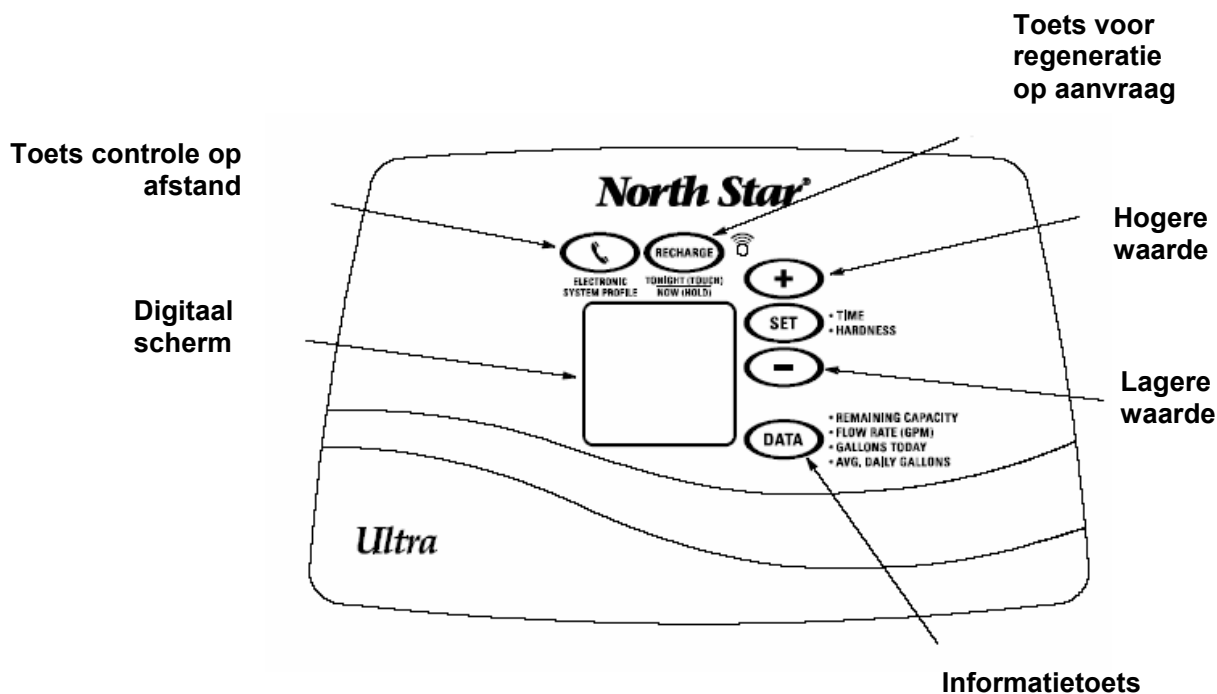 Toets voor
regeneratie
op aanvraag
Toets controle op
afstand
North Star®
Hogere
waarde
RECHARGE
+
ELECTRONIC
SYSTEM PROFILE
TONIGHT (TOUCH)
NOW (HOLD)
SET
• TIME
• HARDNESS
Digitaal
scherm
−
Lagere
waarde
DATA
• REMAINING CAPACITY
• FLOW RATE (GPM)
• GALLONS TODAY
• AVG. DAILY GALLONS
Ultra
Informatietoets